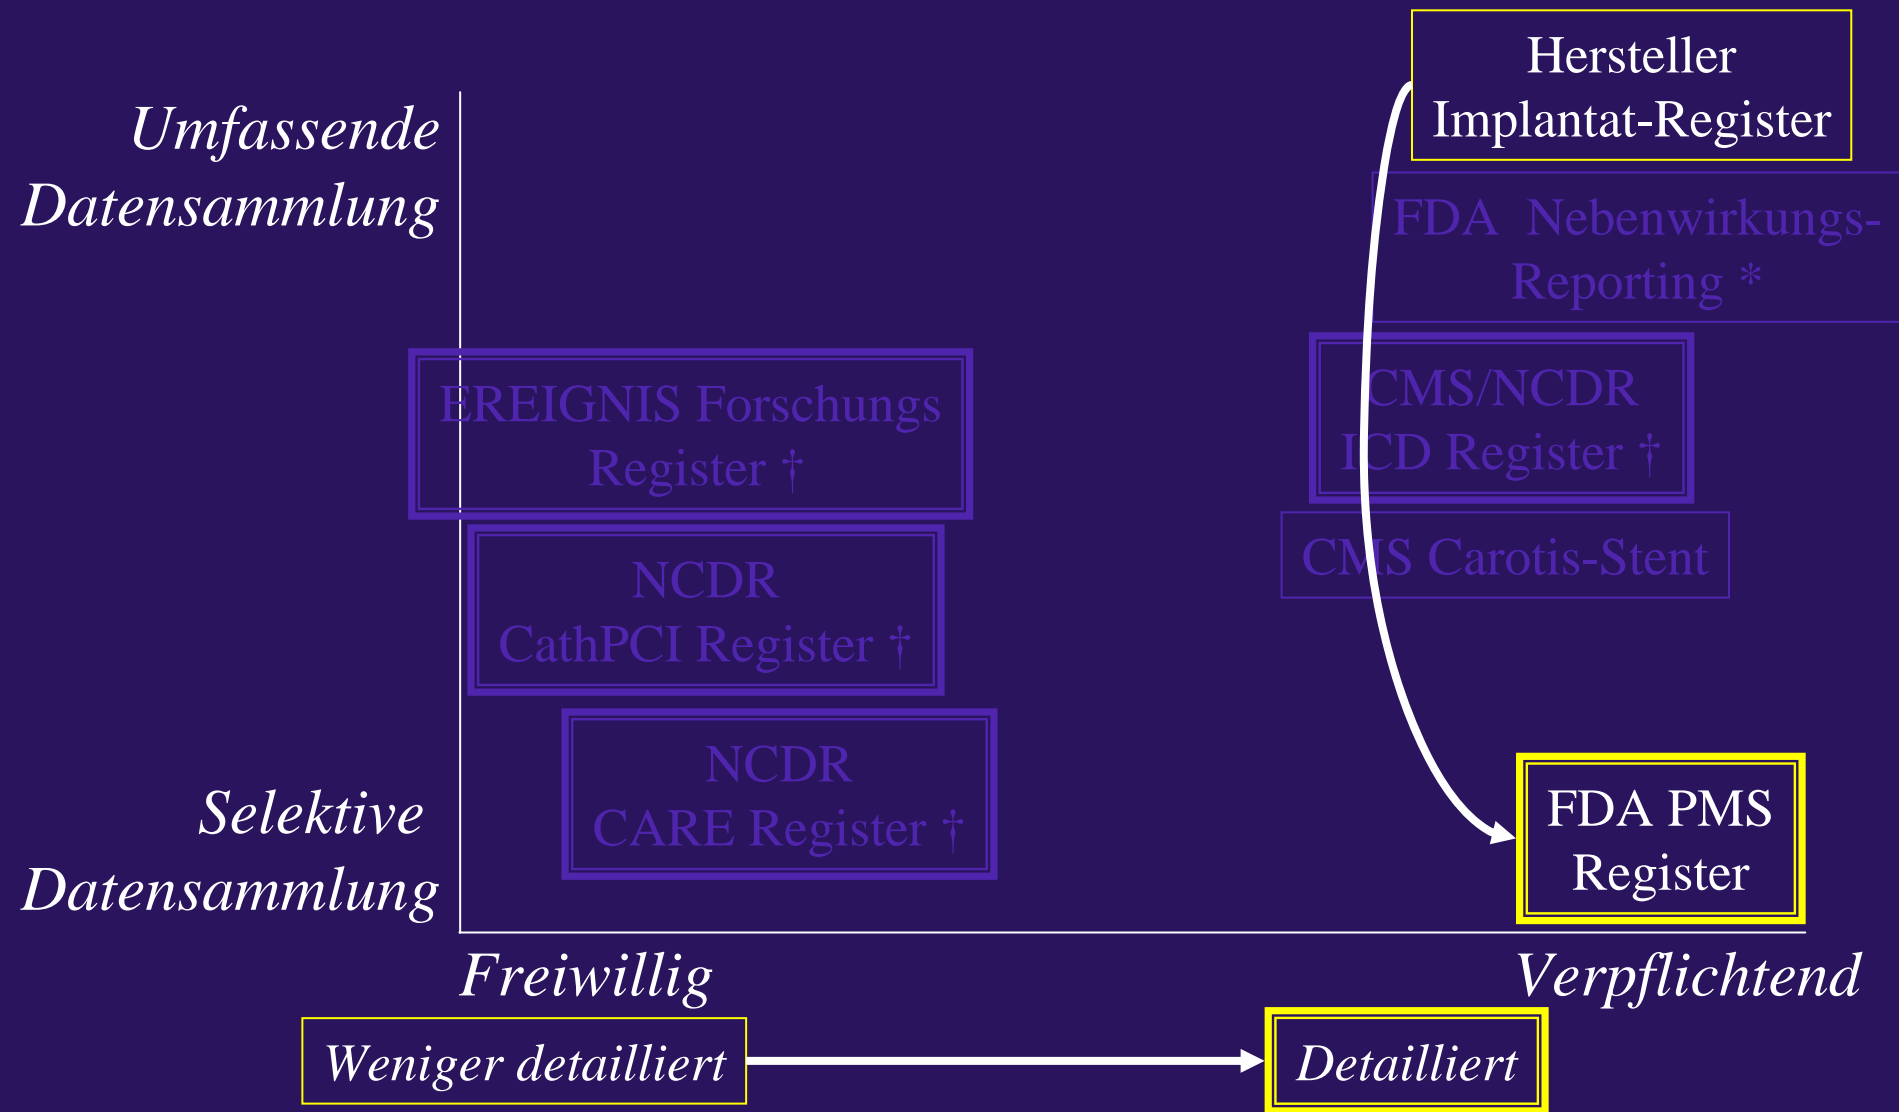 Hersteller
Implantat-Register
Umfassende
Datensammlung
FDA  Nebenwirkungs-
Reporting *
EREIGNIS Forschungs
Register †
CMS/NCDR
ICD Register †
NCDR
CathPCI Register †
CMS Carotis-Stent
NCDR
CARE Register †
Selektive
Datensammlung
FDA PMS
Register
Freiwillig
Verpflichtend
Weniger detailliert
Detailliert